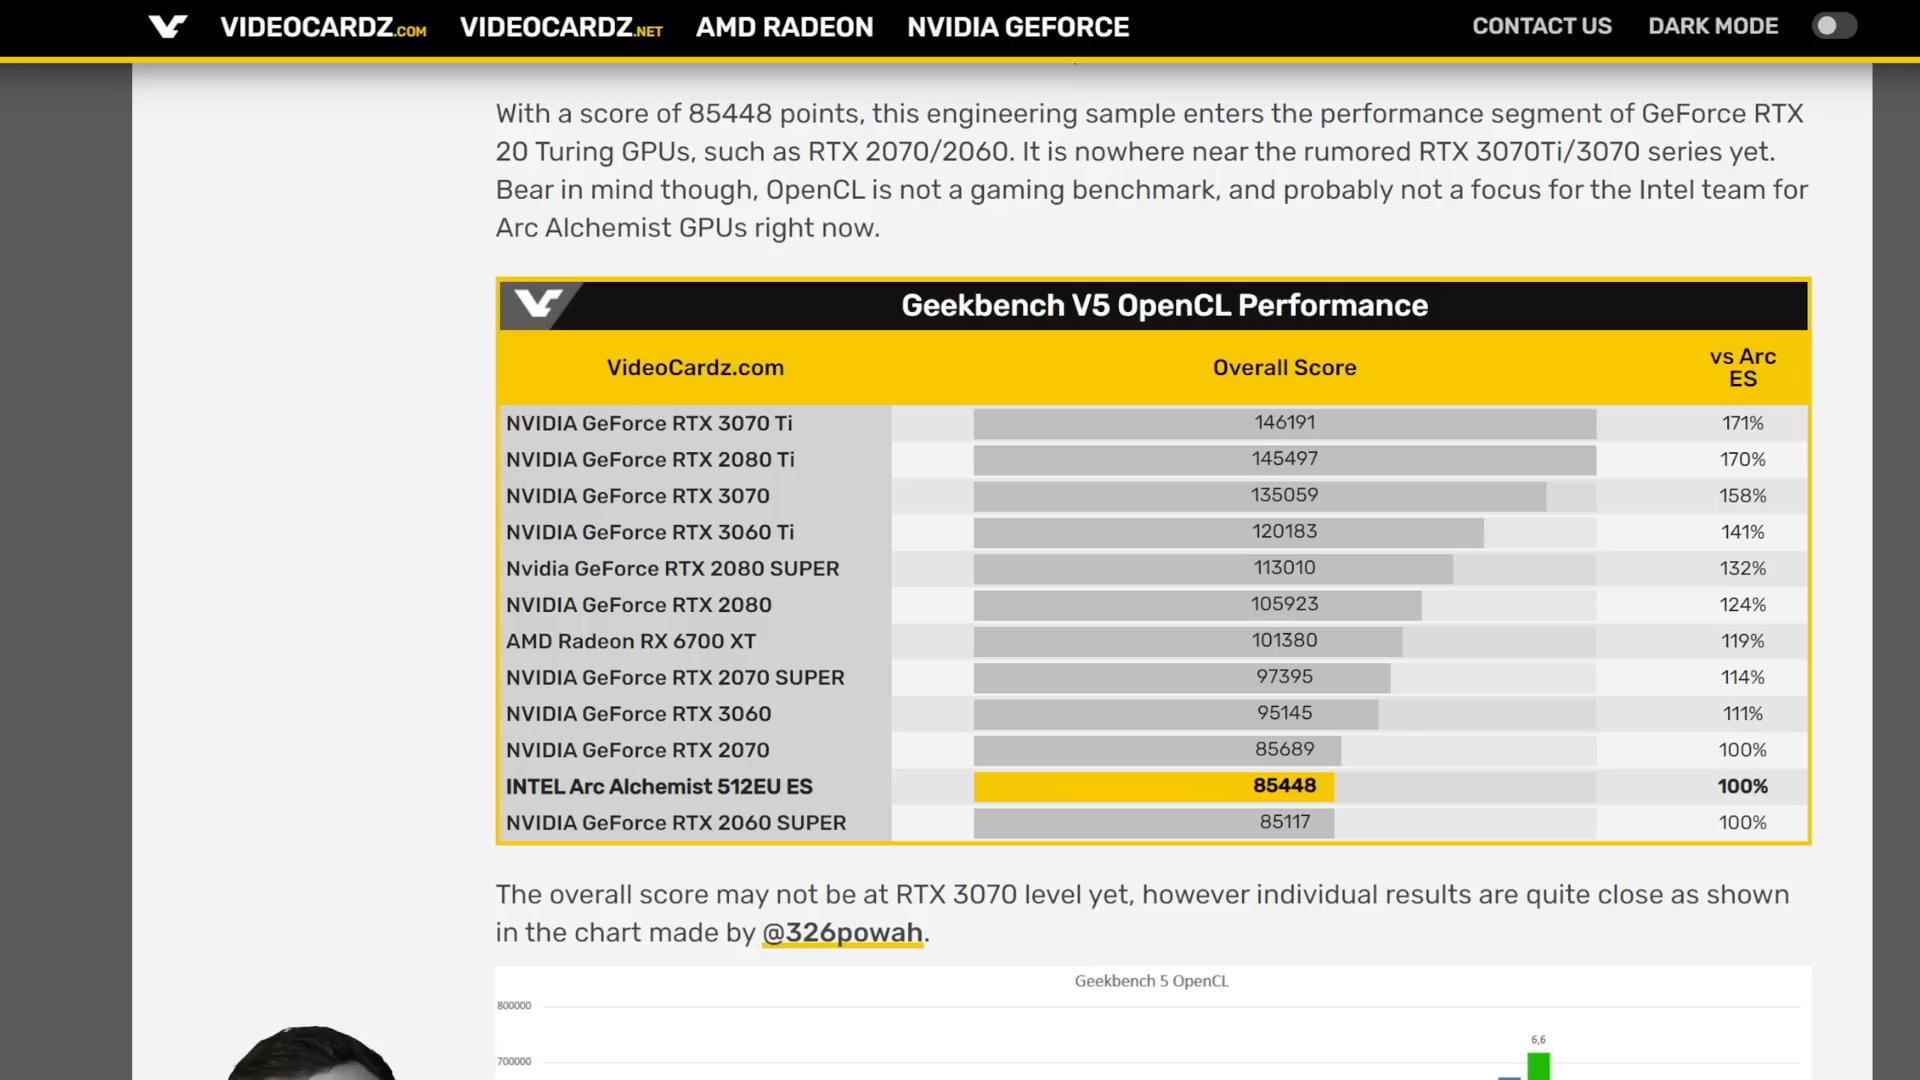 VIDEOCARDZ.COM VIDEOCARDZ.NET AMD RADEON NVIDIA GEFORCE CONTACT US DARK MODE
With a score of 85448 points, this engineering sample enters the performance segment of GeForce RTX
20 Turing GPUs, such as RTX 2070/2060. It is nowhere near the rumored RTX 3070Ti/3070 series yet.
Bear in mind though, OpenCL is not a gaming benchmark, and probably not a focus for the Intel team for
Arc Alchemist GPUs right now.
Geekbench V5 OpenCL Performance
VideoCardz.com Overall Score vs Arc
ES
NVIDIA GeForce RTX 3070 Ti 146191 171%
NVIDIA GeForce RTX 2080 Ti 145497 170%
NVIDIA GeForce RTX 3070 135059 158%
NVIDIA GeForce RTX 3060 Ti 120183 141%
Nvidia GeForce RTX 2080 SUPER 113010 132%
NVIDIA GeForce RTX 2080 105923 124%
AMD Radeon RX 6700 XT 101380 119%
NVIDIA GeForce RTX 2070 SUPER 97395 114%
NVIDIA GeForce RTX 3060 95145 111%
NVIDIA GeForce RTX 2070 85689 100%
INTEL Arc Alchemist 512EU ES 85448 100%
NVIDIA GeForce RTX 2060 SUPER 85117 100%
The overall score may not be at RTX 3070 level yet, however individual results are quite close as shown
in the chart made by @326powah.
Geekbench 5 OpenCL
800000
6,6
700000